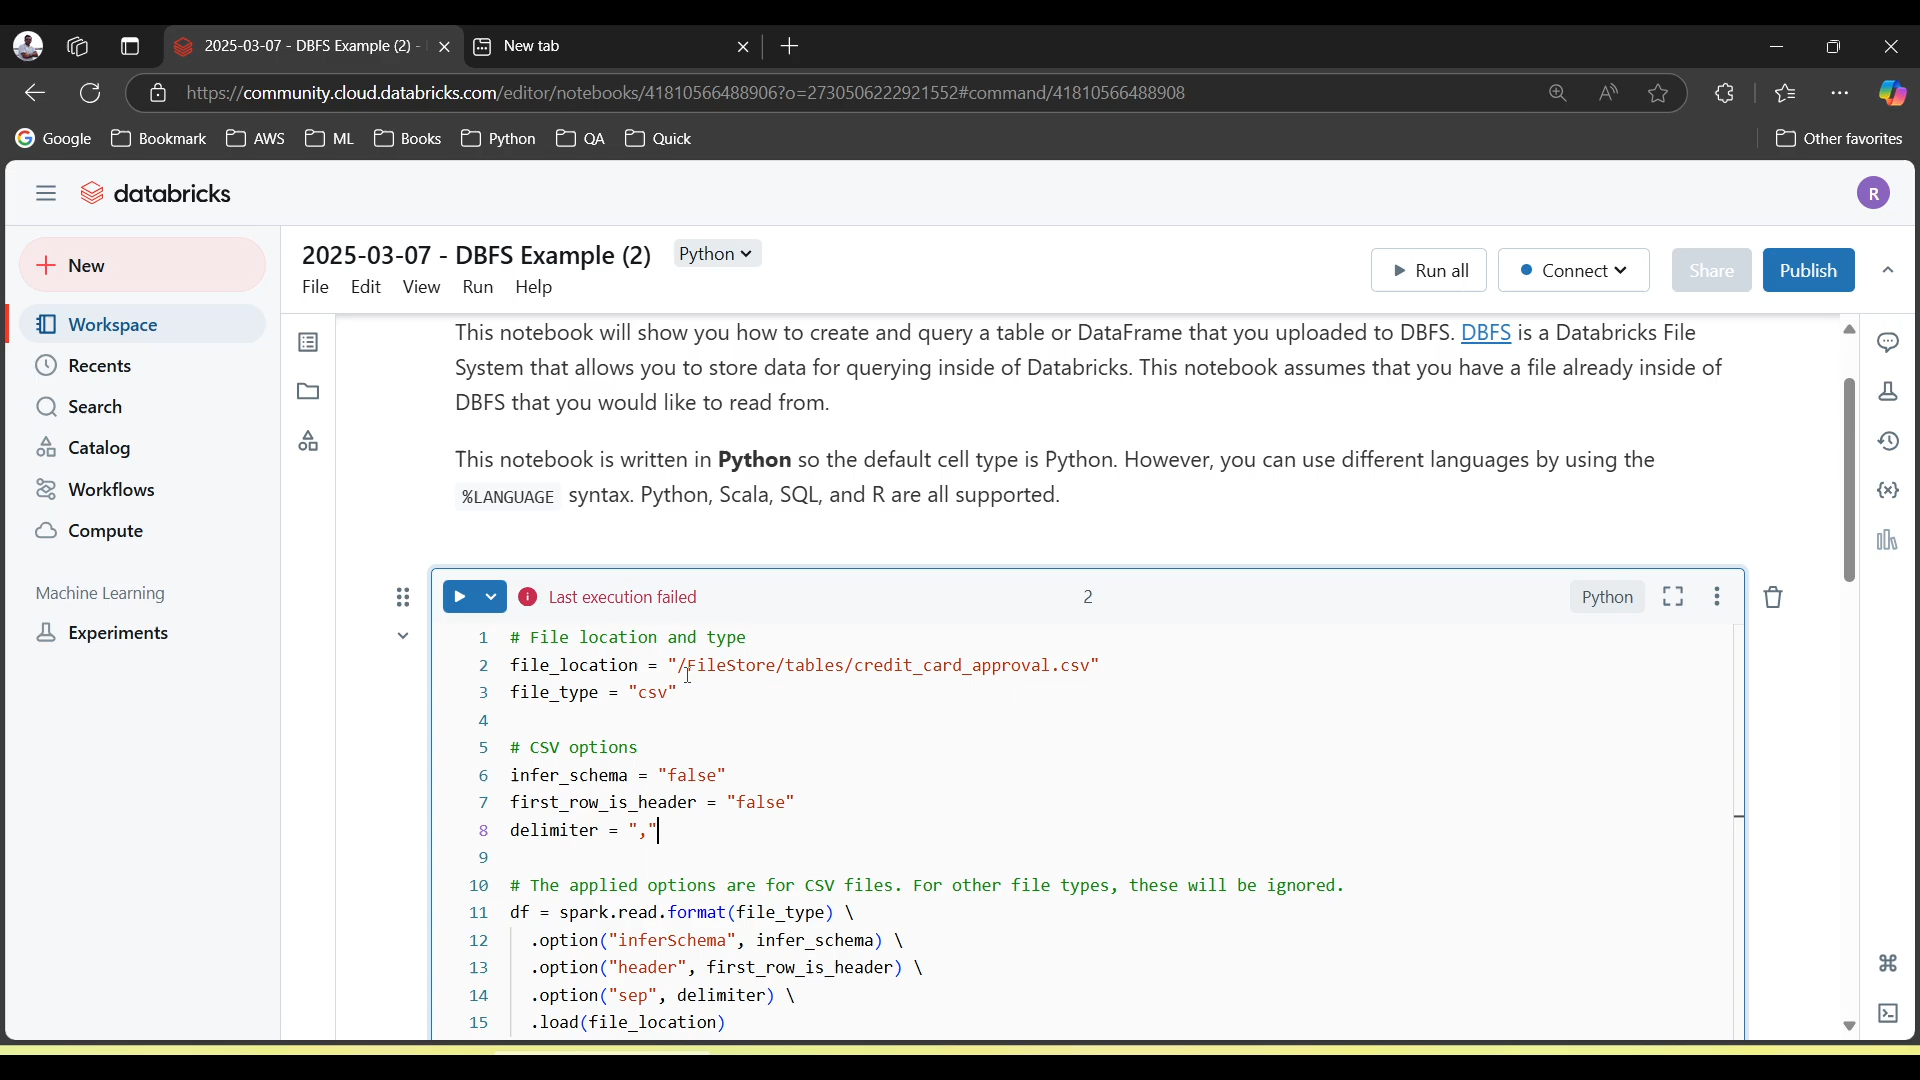 2025-03-07 - DBFS Example (2) -
New tab
https://community.cloud.databricks.com/editor/notebooks/41810566488906?o=2730506222921552#command/41810566488908
Google Bookmark AWS ML Books Python QA Quick Other favorites
databricks
R
New
Workspace
Recents
Search
Catalog
Workflows
Compute
Machine Learning
Experiments
2025-03-07 - DBFS Example (2) Python
File Edit View Run Help
Run all Connect Share Publish
This notebook will show you how to create and query a table or DataFrame that you uploaded to DBFS. DBFS is a Databricks File
System that allows you to store data for querying inside of Databricks. This notebook assumes that you have a file already inside of
DBFS that you would like to read from.
This notebook is written in Python so the default cell type is Python. However, you can use different languages by using the
%LANGUAGE syntax. Python, Scala, SQL, and R are all supported.
Last execution failed 2 Python
1 # File location and type
2 file_location = "/FileStore/tables/credit_card_approval.csv"
3 file_type = "csv"
4
5 # CSV options
6 infer_schema = "false"
7 first_row_is_header = "false"
8 delimiter = ","
9
10 # The applied options are for CSV files. For other file types, these will be ignored.
11 df = spark.read.format(file_type) \
12 .option("inferSchema", infer_schema) \
13 .option("header", first_row_is_header) \
14 .option("sep", delimiter) \
15 .load(file_location)